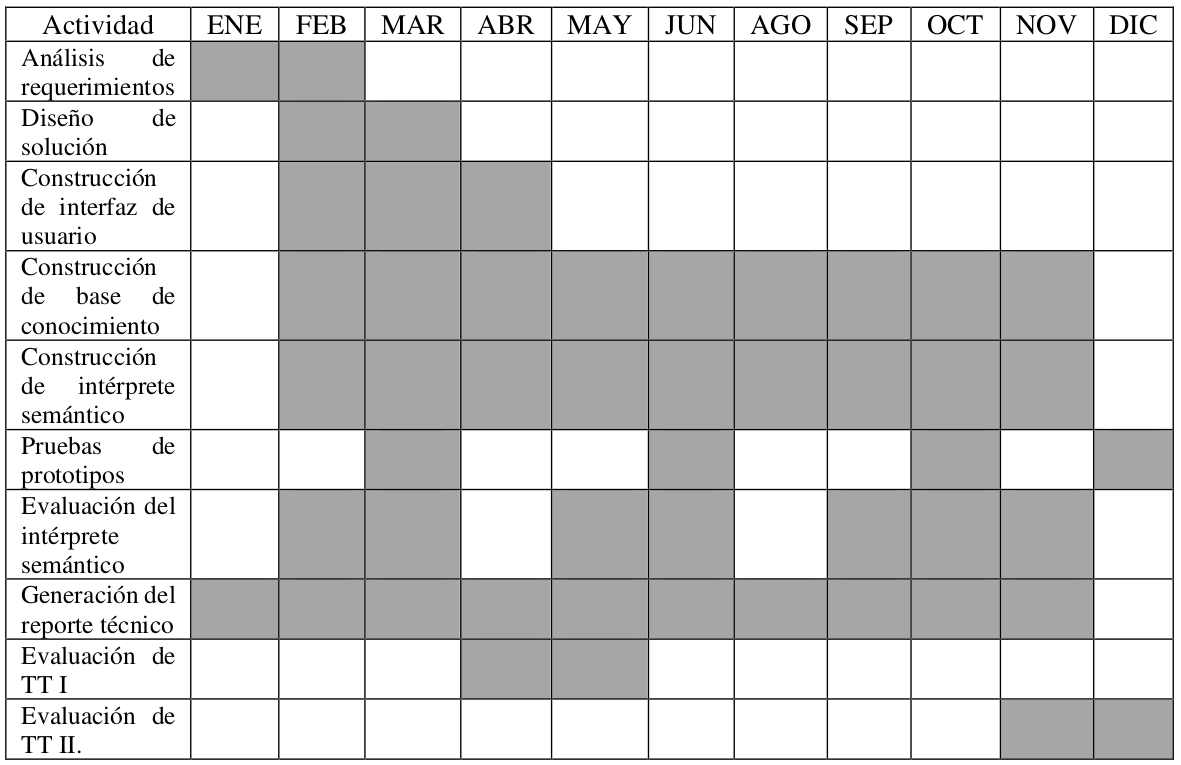 Actividad ENE FEB MAR ABR MAY JUN AGO SEP OCT NOV DIC
Análisis de
requerimientos
Diseño de
solución
Construcción
de interfaz de
usuario
Construcción
de base de
conocimiento
Construcción
de intérprete
semántico
Pruebas de
prototipos
Evaluación del
intérprete
semántico
Generación del
reporte técnico
Evaluación de
TT I
Evaluación de
TT II.